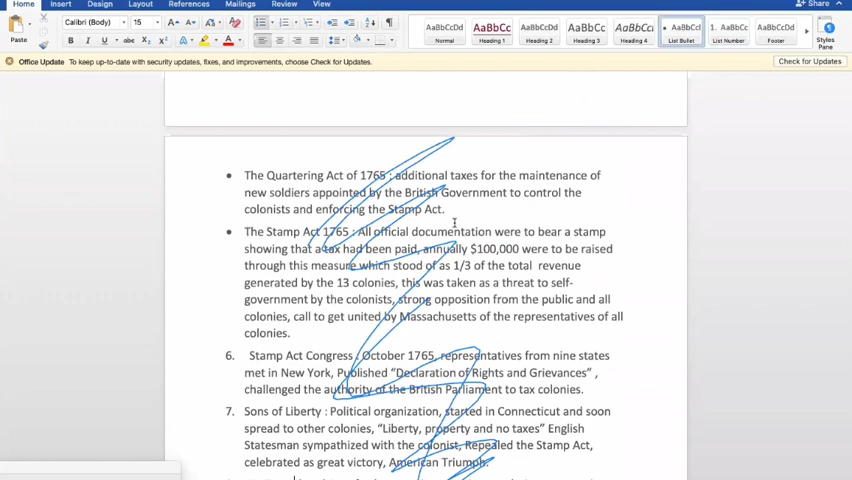 Home Insert Design Layout References Mailings Review View Share
Paste Calibri (Body) 15
AaBbCcDd AaBbCc AaBbCcDd AaBbCc AaBbCcD AaBbCcI AaBbCc AaBbCcDd
Normal Heading 1 Heading 2 Heading 3 Heading 4 List Bullet List Number Footer Styles Pane
Office Update To keep up-to-date with security updates, fixes, and improvements, choose Check for Updates. Check for Updates
• The Quartering Act of 1765 : additional taxes for the maintenance of
new soldiers appointed by the British Government to control the
colonists and enforcing the Stamp Act.
• The Stamp Act 1765 : All official documentation were to bear a stamp
showing that a tax had been paid, annually $100,000 were to be raised
through this measure which stood of as 1/3 of the total revenue
generated by the 13 colonies, this was taken as a threat to self-
government by the colonists, strong opposition from the public and all
colonies, call to get united by Massachusetts of the representatives of all
colonies.
6. Stamp Act Congress : October 1765, representatives from nine states
met in New York, Published "Declaration of Rights and Grievances" ,
challenged the authority of the British Parliament to tax colonies.
7. Sons of Liberty : Political organization, started in Connecticut and soon
spread to other colonies, "Liberty, property and no taxes" English
Statesman sympathized with the colonist, Repealed the Stamp Act,
celebrated as great victory, American Triumph.